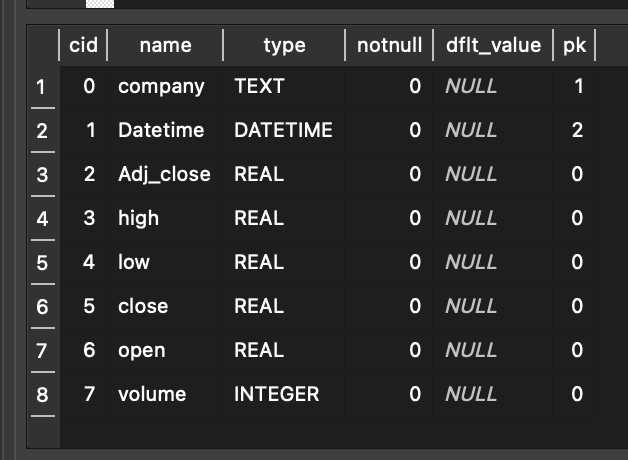 cid name type notnull dflt_value pk
1 0 company TEXT 0 NULL 1
2 1 Datetime DATETIME 0 NULL 2
3 2 Adj_close REAL 0 NULL 0
4 3 high REAL 0 NULL 0
5 4 low REAL 0 NULL 0
6 5 close REAL 0 NULL 0
7 6 open REAL 0 NULL 0
8 7 volume INTEGER 0 NULL 0